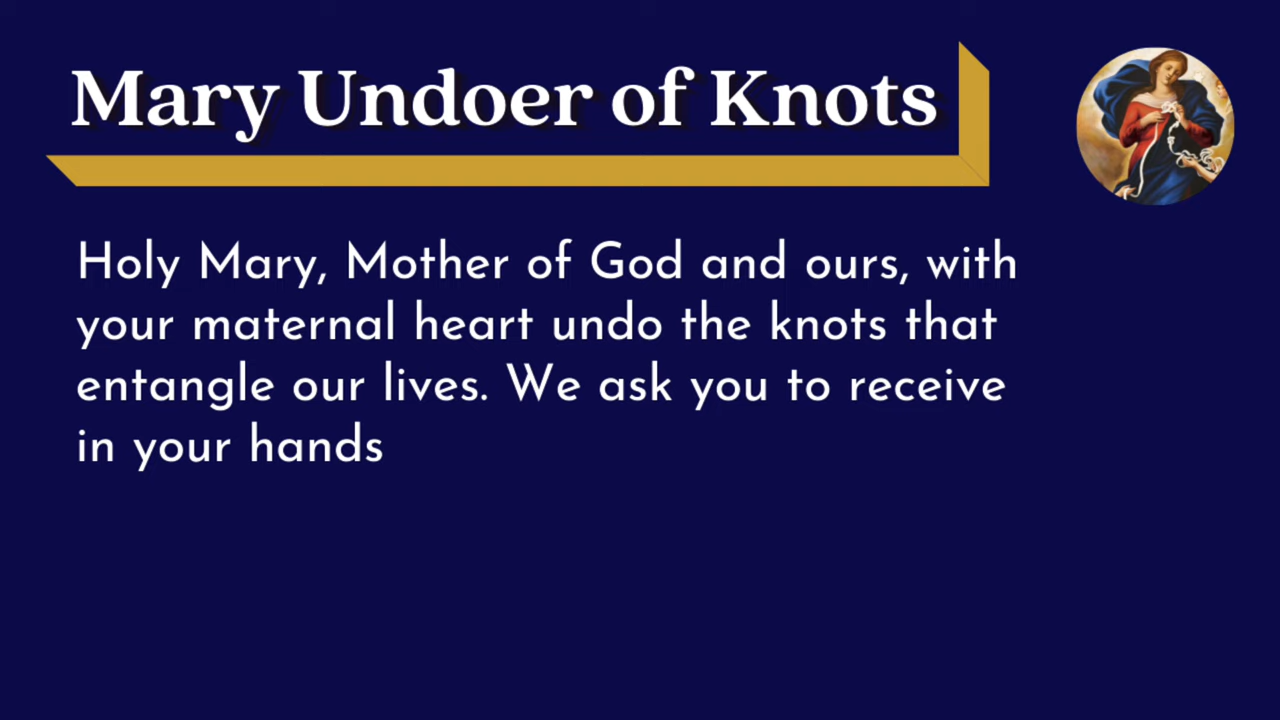 Mary Undoer of Knots
Holy Mary, Mother of God and ours, with
your maternal heart undo the knots that
entangle our lives. We ask you to receive
in your hands